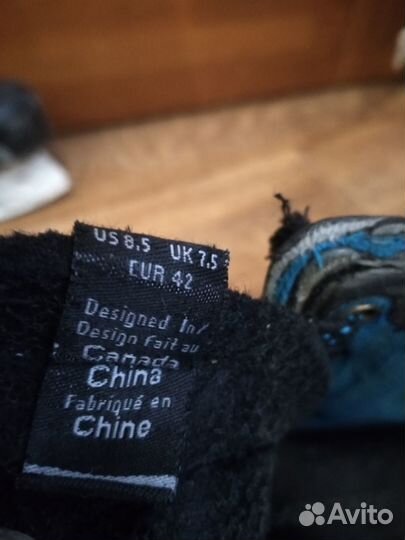 US 8.5 UK 7.5
EUR 42
Designed In/
Design Fait au
Canada
China
Fabriqué en
Chine
Avito